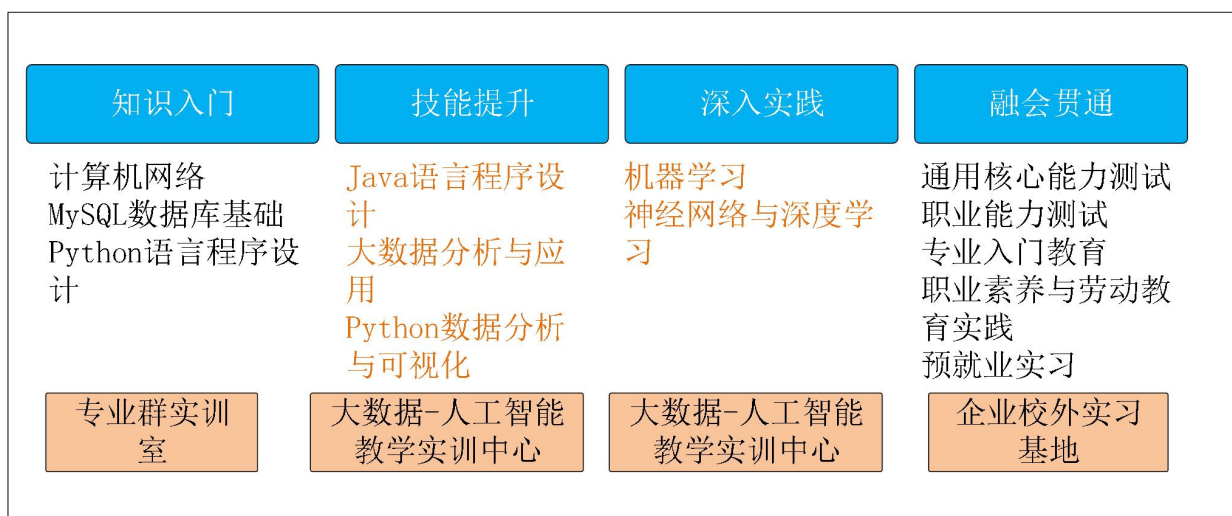 知识入门
技能提升
深入实践
融会贯通
计算机网络
MySQL数据库基础
Python语言程序设
计
Java语言程序设
计
大数据分析与应
用
Python数据分析
与可视化
机器学习
神经网络与深度学
习
通用核心能力测试
职业能力测试
专业入门教育
职业素养与劳动教
育实践
预就业实习
专业群实训
室
大数据-人工智能
教学实训中心
大数据-人工智能
教学实训中心
企业校外实习
基地